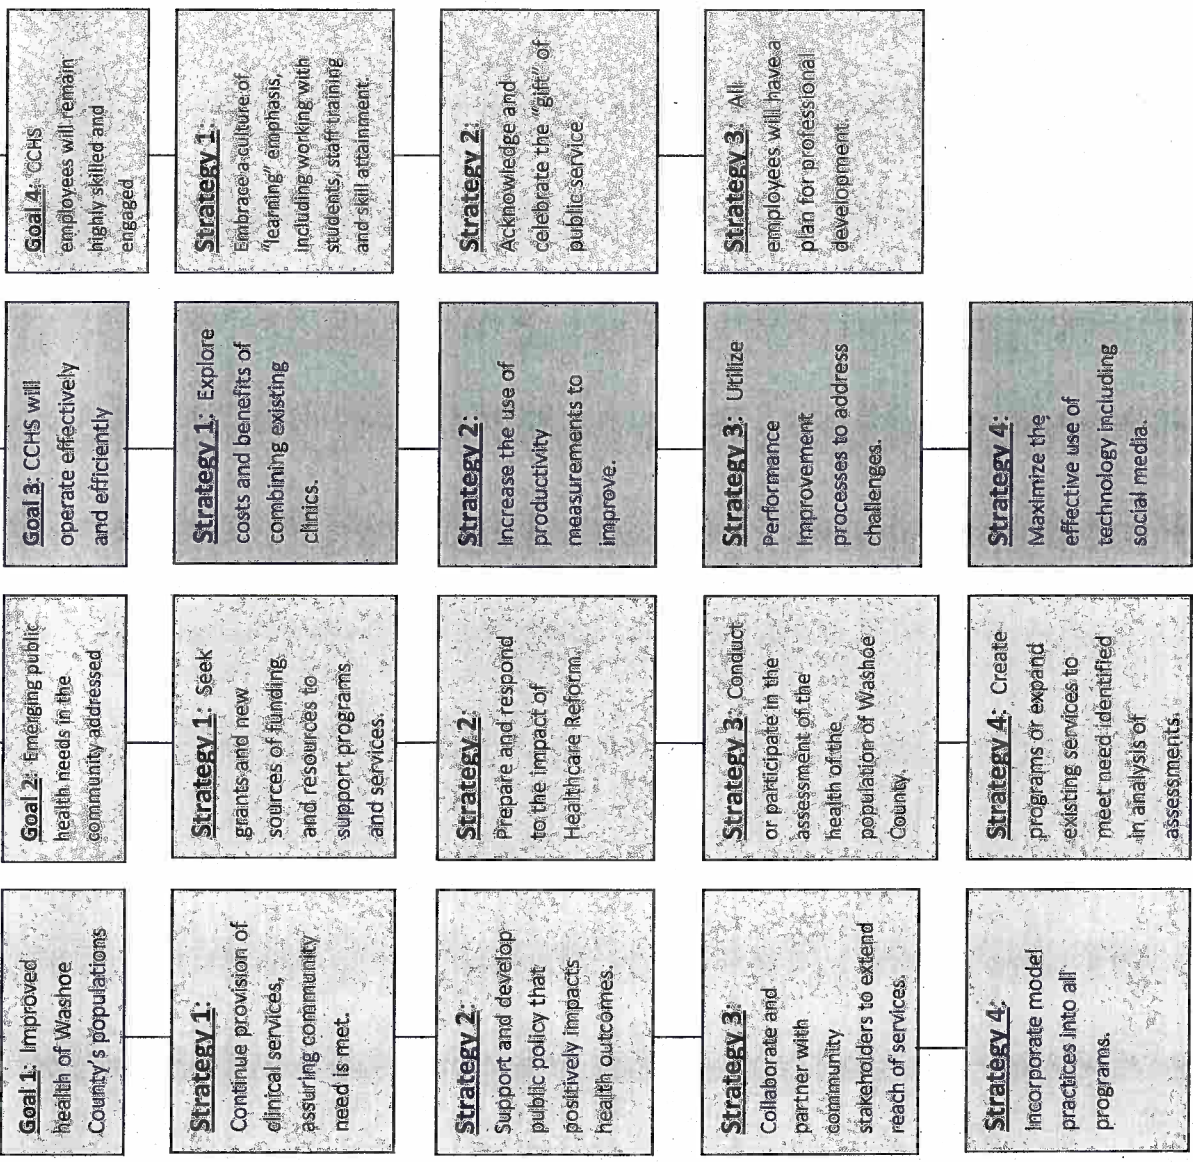 Goal 1: Improved
health of Washoe
County's populations
Strategy 1:
Continue provision of
clinical services,
assuring community
need is met.
Strategy 2:
Support and develop
public policy that
positively impacts
health outcomes.
Strategy 3:
Collaborate and
partner with
community
stakeholders to extend
reach of services.
Strategy 4:
Incorporate model
practices into all
programs.
Goal 2: Emerging public
health needs in the
community addressed
Strategy 1: Seek
grants and new
sources of funding
and resources to
support programs
and services.
Strategy 2:
Prepare and respond
to the impact of
Healthcare Reform.
Strategy 3: Conduct
or participate in the
assessment of the
health of the
population of Washoe
County.
Strategy 4: Create
programs or expand
existing services to
meet need identified
in analysis of
assessments.
Goal 3: CCHS will
operate effectively
and efficiently
Strategy 1: Explore
costs and benefits of
combining existing
clinics.
Strategy 2:
Increase the use of
productivity
measurements to
improve.
Strategy 3: Utilize
Performance
Improvement
processes to address
challenges.
Strategy 4:
Maximize the
effective use of
technology including
social media.
Goal 4: CCHS
employees will remain
highly skilled and
engaged
Strategy 1:
Embrace a culture of
"learning" emphasis,
including working with
students, staff training
and skill attainment.
Strategy 2:
Acknowledge and
celebrate the "gift" of
public service.
Strategy 3: All
employees will have a
plan for professional
development.